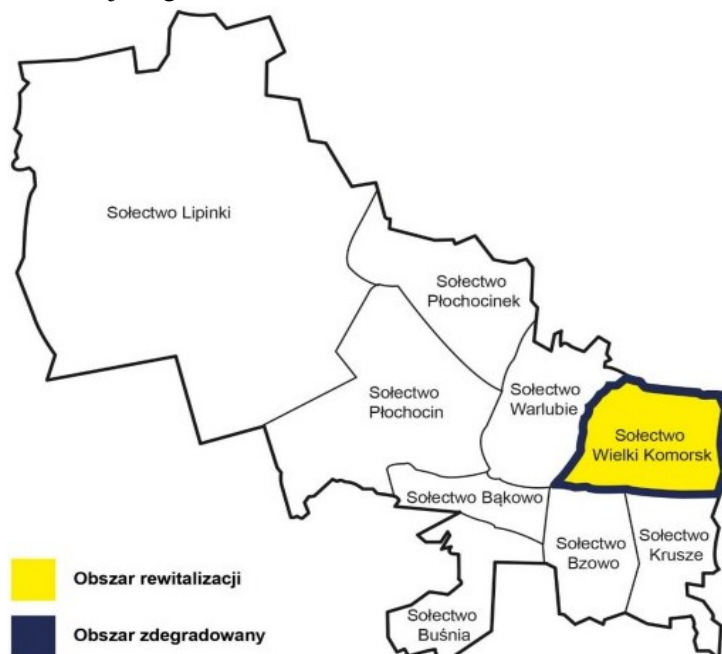 Sołectwo Lipinki
Sołectwo
Płochocinek
Sołectwo
Płochocin
Sołectwo
Warlubie
Sołectwo
Wielki Komorsk
Sołectwo Bąkowo
Sołectwo
Bzowo
Sołectwo
Krusze
Sołectwo
Buśnia
Obszar rewitalizacji
Obszar zdegradowany